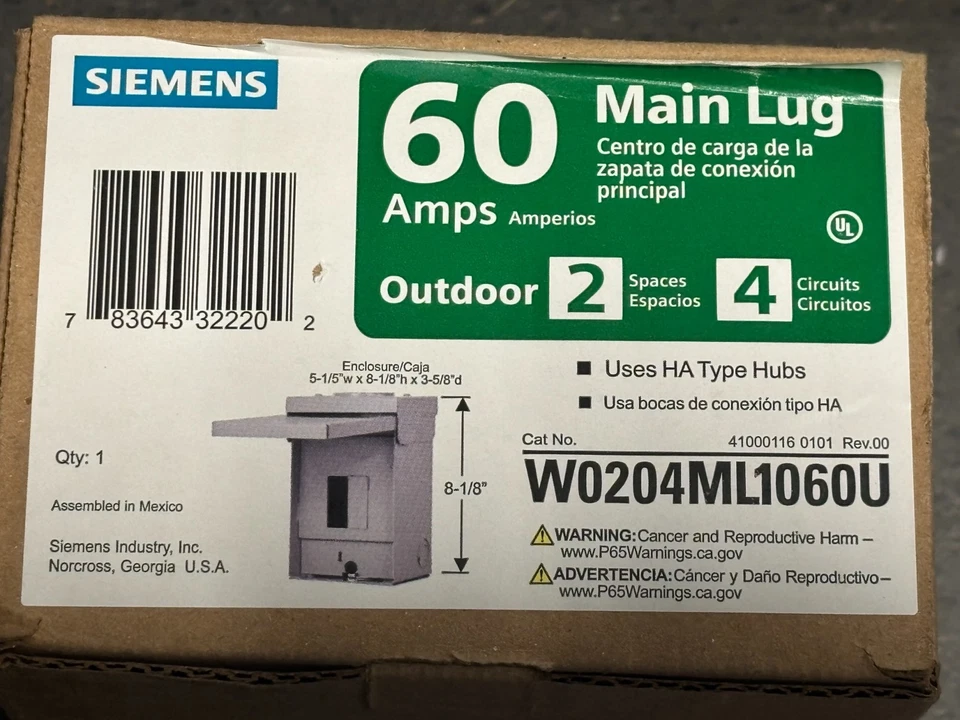 SIEMENS
60
Amps Amperios
Main Lug
Centro de carga de la
zapata de conexión
principal
UL
Outdoor 2 Spaces Espacios 4 Circuits Circuitos
7 83643 32220 2
Enclosure/Caja
5-1/5"w x 8-1/8"h x 3-5/8"d
8-1/8"
■ Uses HA Type Hubs
■ Usa bocas de conexión tipo HA
Cat No. 41000116 0101 Rev.00
W0204ML1060U
Qty: 1
Assembled in Mexico
Siemens Industry, Inc.
Norcross, Georgia U.S.A.
WARNING: Cancer and Reproductive Harm –
www.P65Warnings.ca.gov
ADVERTENCIA: Cáncer y Daño Reproductivo–
www.P65Warnings.ca.gov